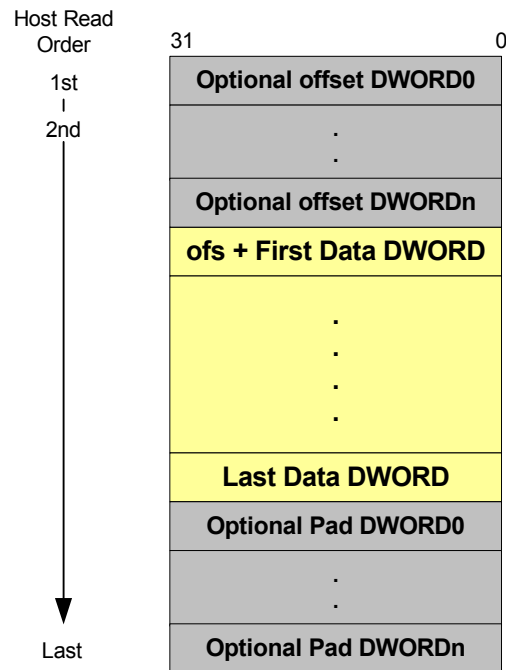 Host Read
Order
31 0
1st
2nd
Last
Optional offset DWORD0
.
.
Optional offset DWORDn
ofs + First Data DWORD
.
.
.
.
Last Data DWORD
Optional Pad DWORD0
.
.
Optional Pad DWORDn